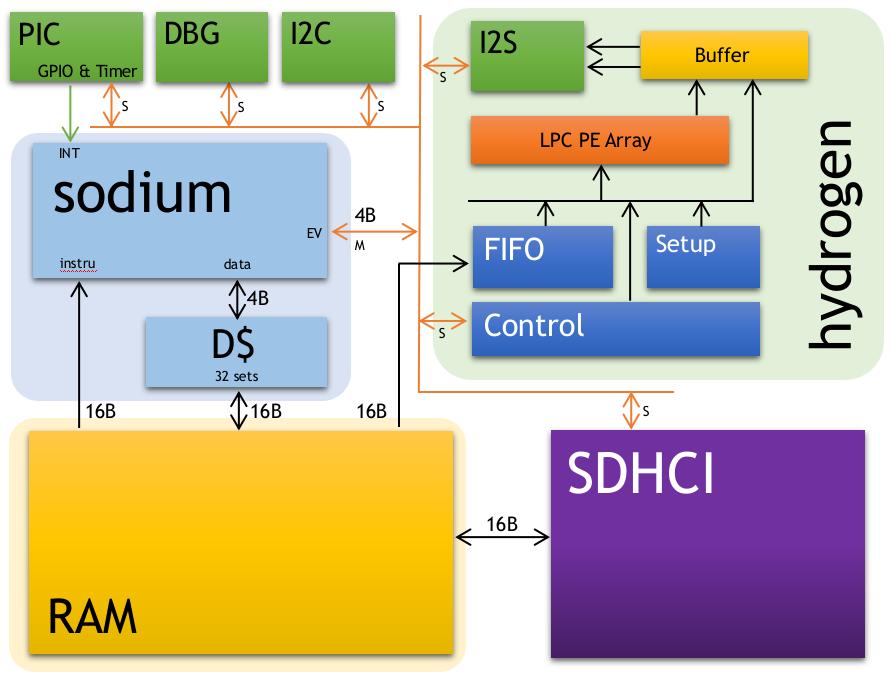 PIC
GPIO & Timer
DBG
I2C
S
S
S
I2S
S
Buffer
LPC PE Array
INT
sodium
EV
4B
M
instru
data
4B
D$
32 sets
FIFO
Setup
Control
S
hydrogen
16B
16B
16B
S
RAM
16B
SDHCI